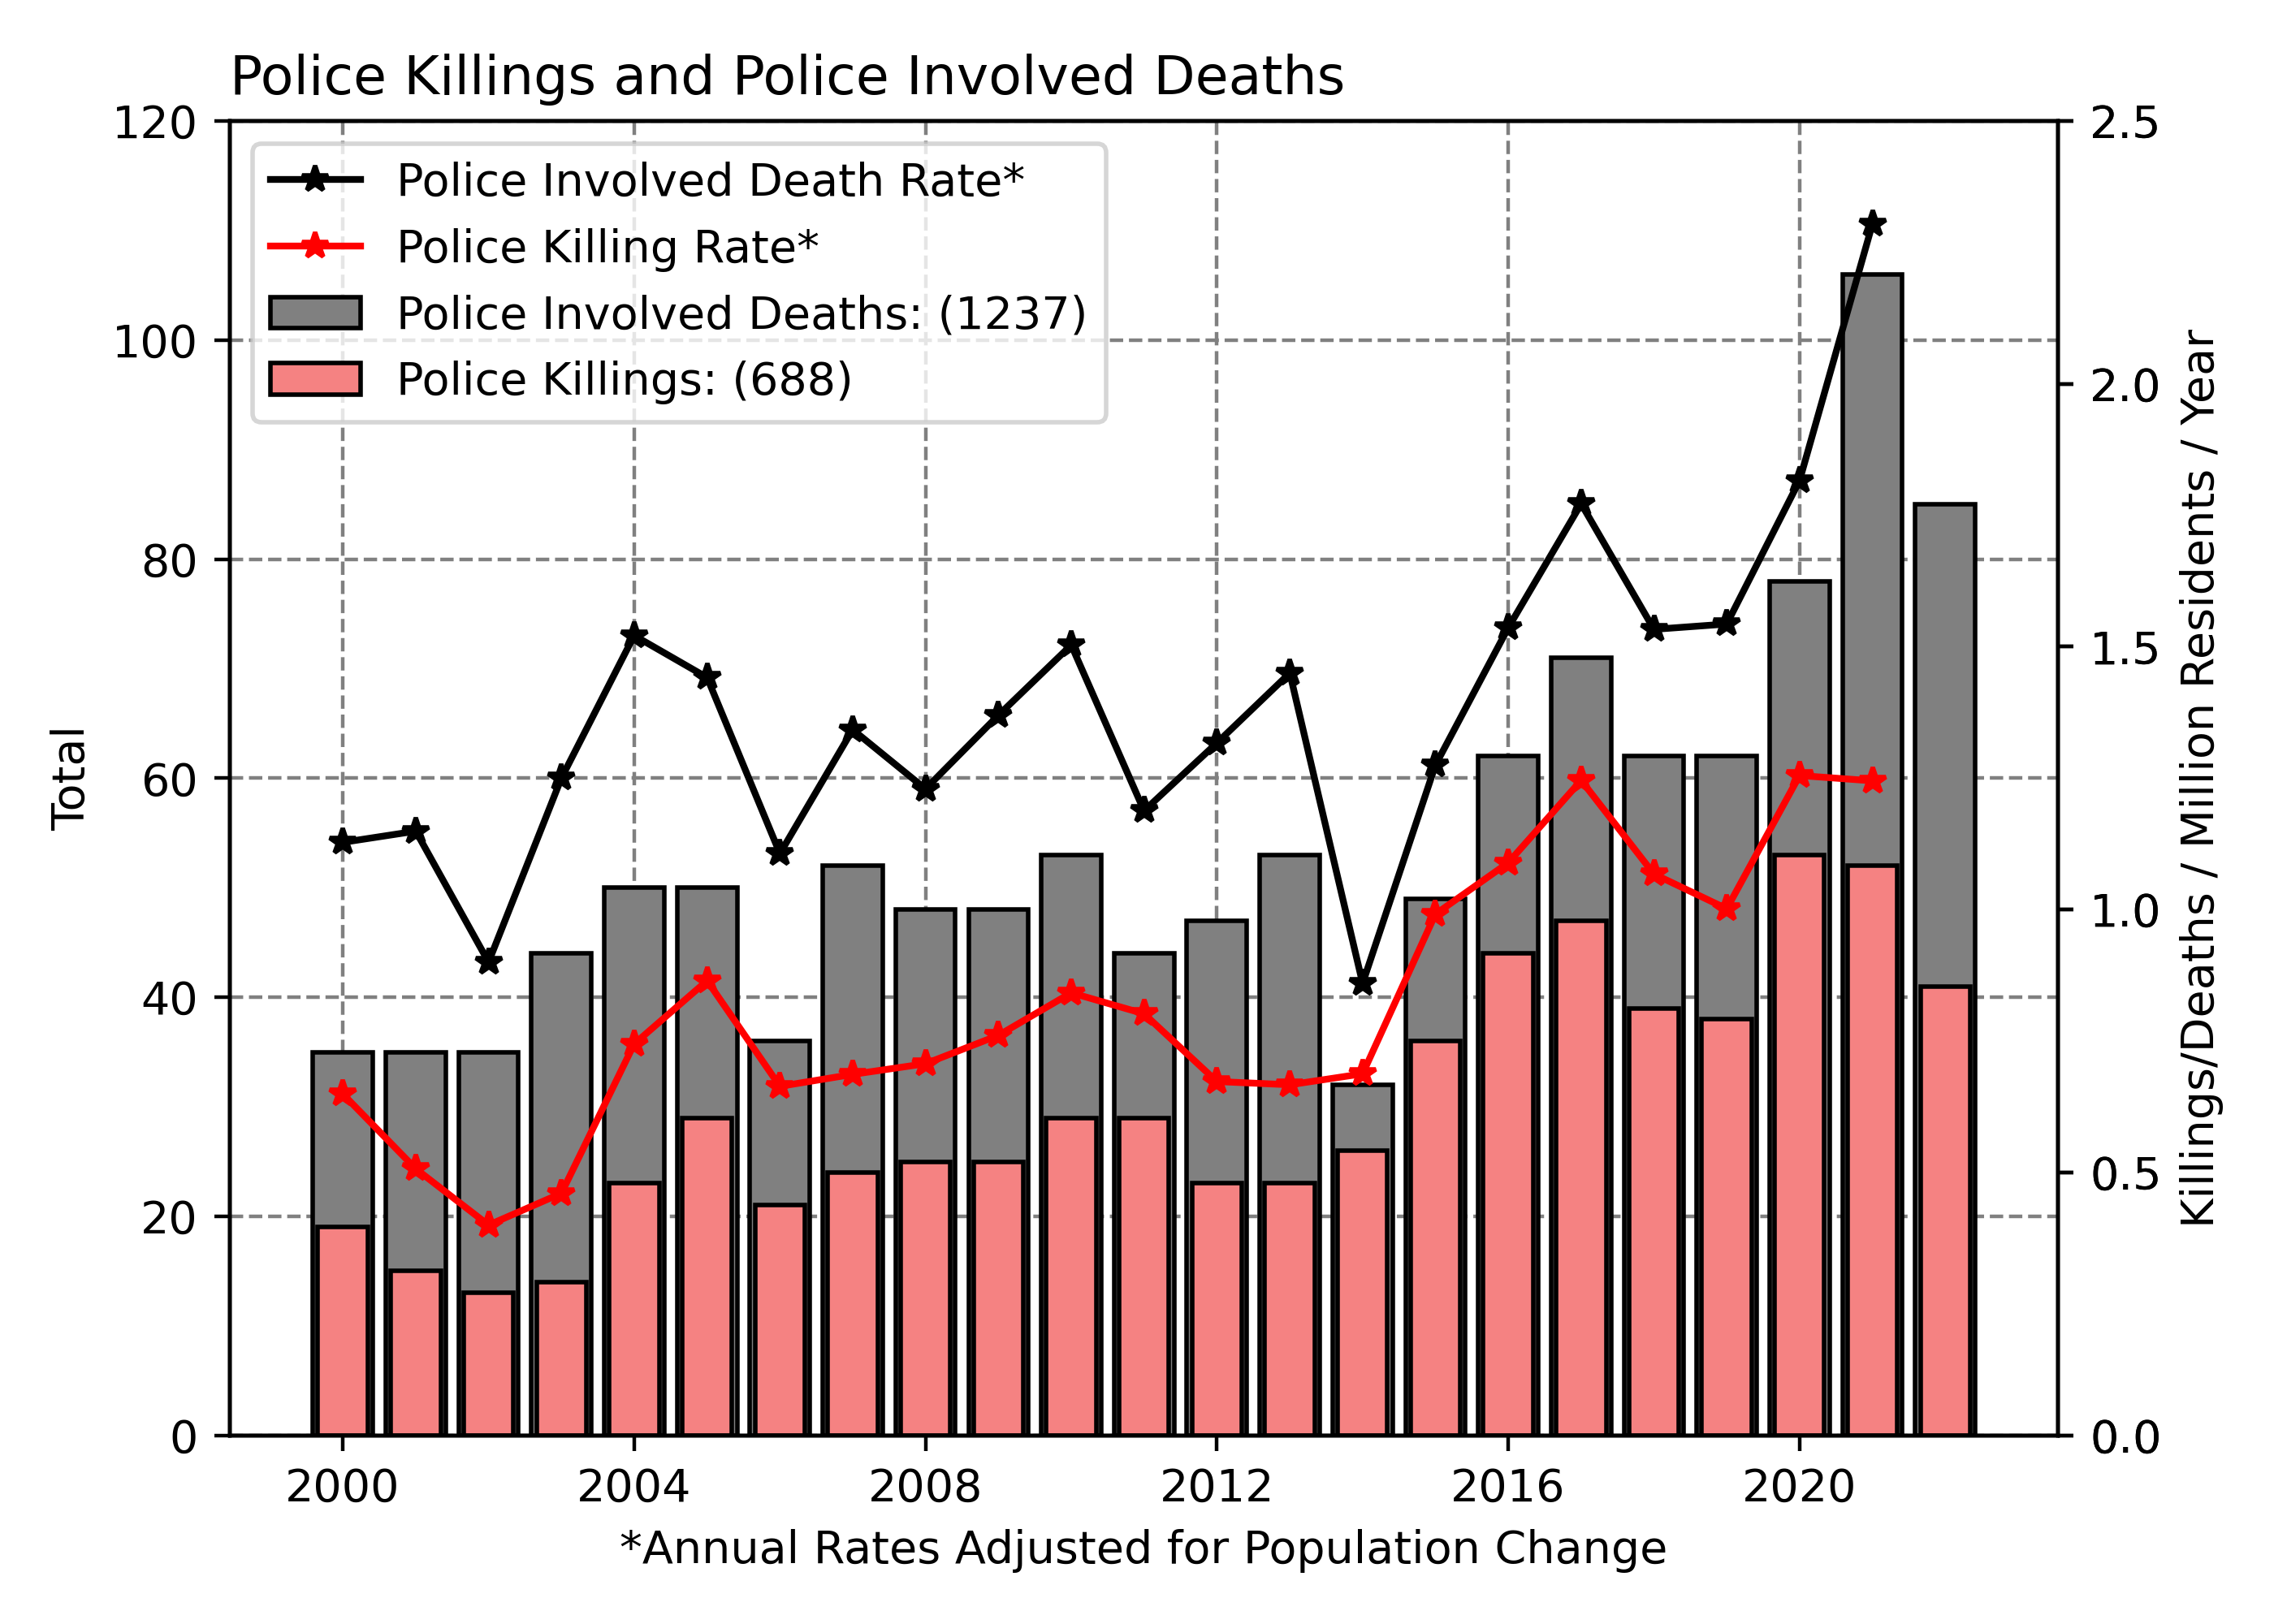 Police Killings and Police Involved Deaths
120
100
80
60
40
20
0
Total
Police Involved Death Rate*
Police Killing Rate*
Police Involved Deaths: (1237)
Police Killings: (688)
2.5
2.0
1.5
1.0
0.5
0.0
Killings/Deaths / Million Residents / Year
2000 2004 2008 2012 2016 2020
*Annual Rates Adjusted for Population Change